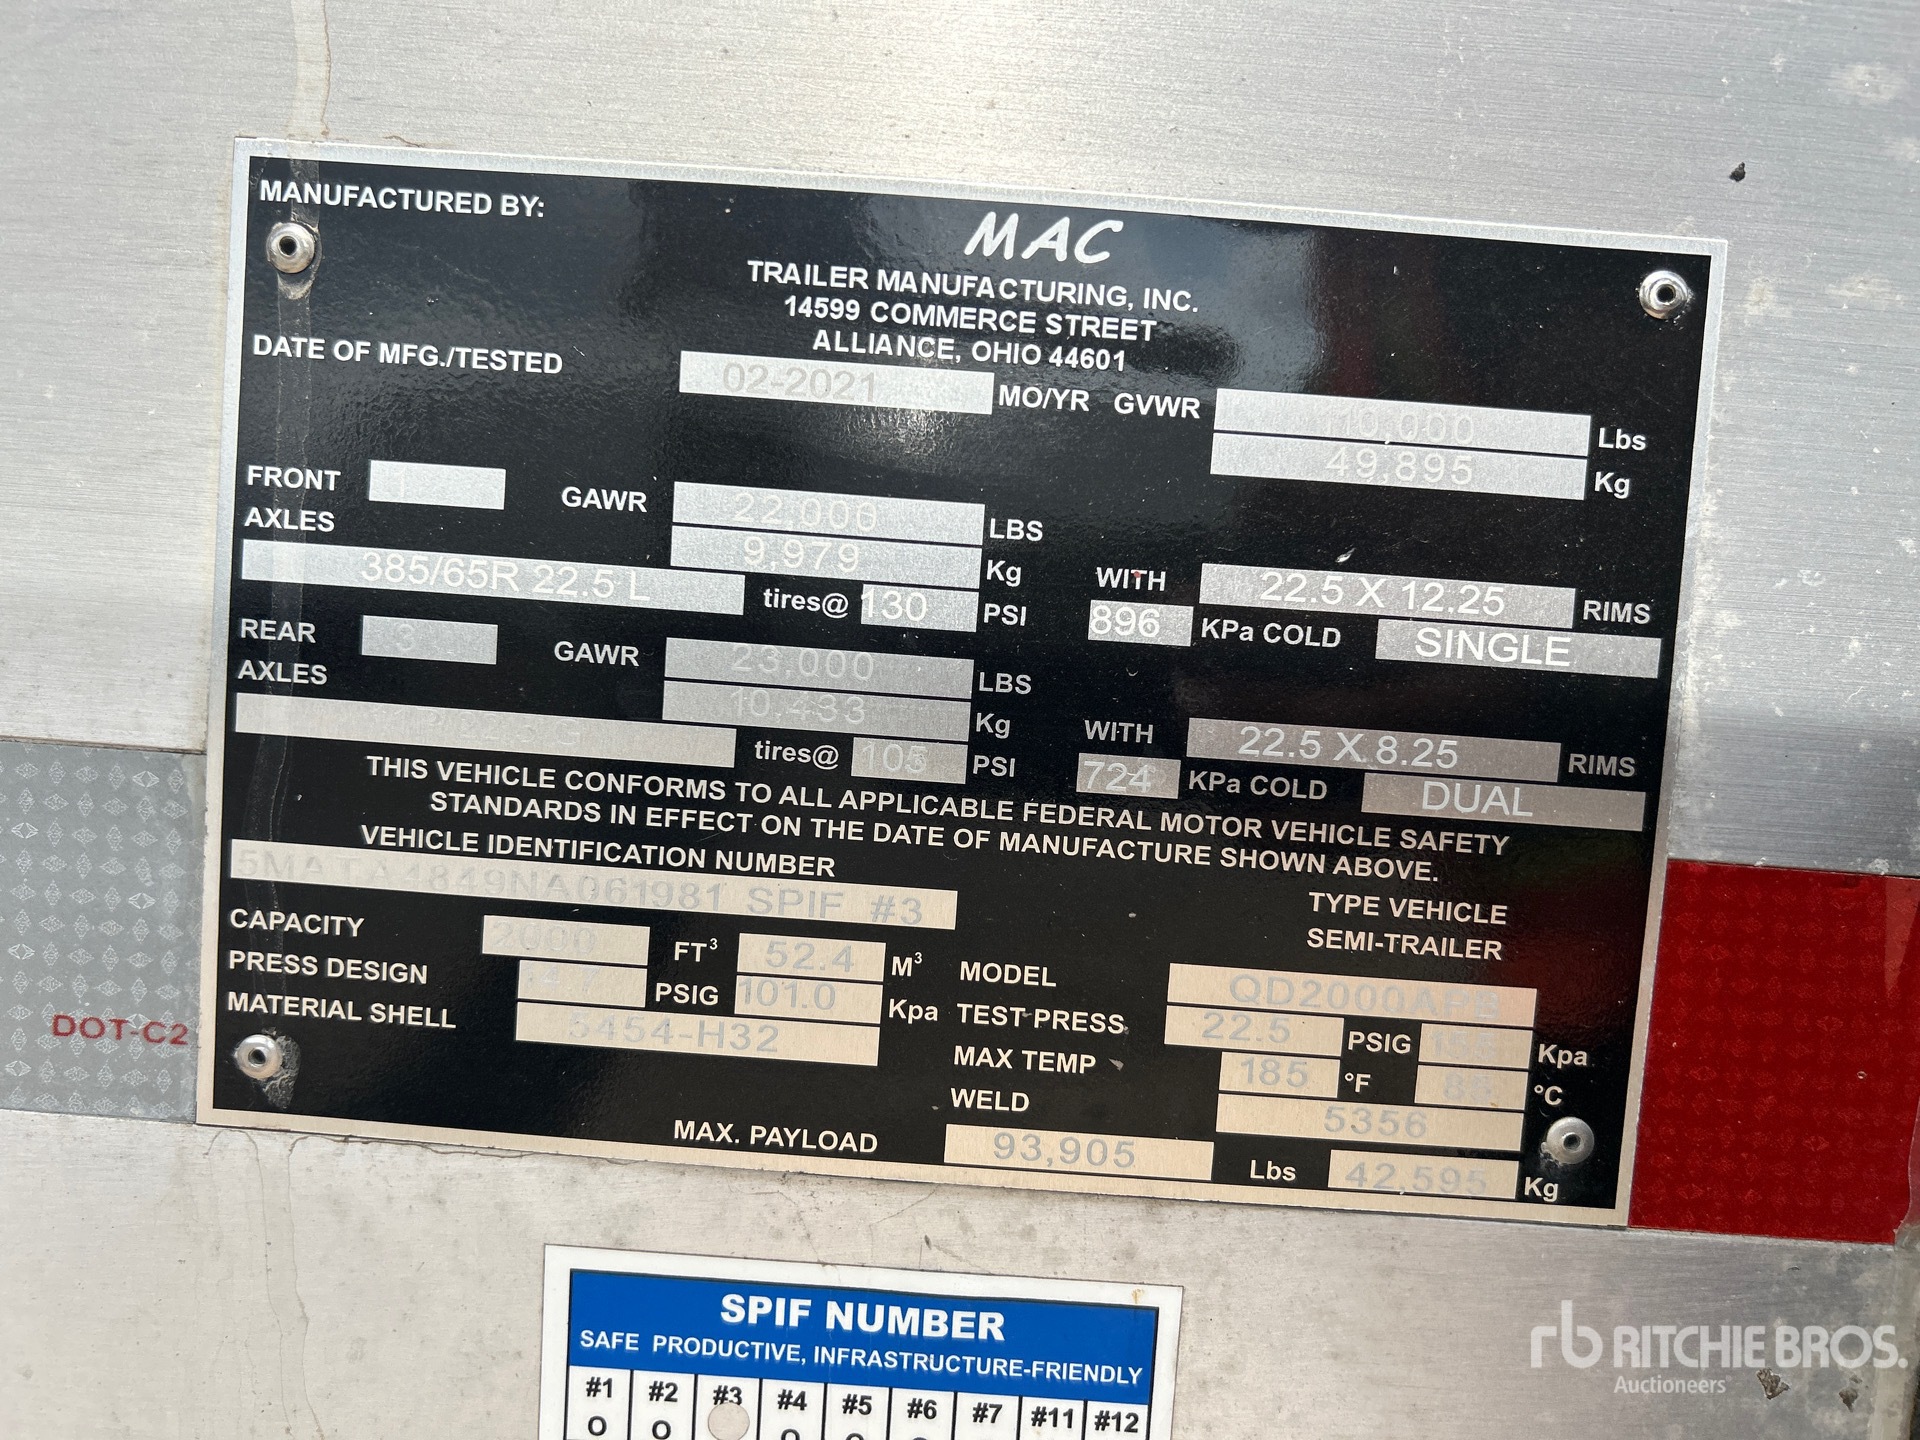 MANUFACTURED BY:
MAC
TRAILER MANUFACTURING, INC.
14599 COMMERCE STREET
ALLIANCE, OHIO 44601
DATE OF MFG./TESTED 02-2021 MO/YR GVWR Lbs
49,895 Kg
FRONT GAWR 22,000 LBS
AXLES 9,979 Kg WITH 22.5 X 12.25 RIMS
385/65R 22.5 L tires@ 130 PSI 896 KPa COLD SINGLE
REAR 3 GAWR 23,000 LBS
AXLES 10,433 Kg WITH 22.5 X 8.25 RIMS
tires@ 105 PSI 724 KPa COLD DUAL
THIS VEHICLE CONFORMS TO ALL APPLICABLE FEDERAL MOTOR VEHICLE SAFETY
STANDARDS IN EFFECT ON THE DATE OF MANUFACTURE SHOWN ABOVE.
VEHICLE IDENTIFICATION NUMBER
5MATA4849NA061981 SPIF #3
TYPE VEHICLE
SEMI-TRAILER
CAPACITY 2000 FT³ 52.4 M³ MODEL QD2000APB
PRESS DESIGN PSIG 101.0 Kpa TEST PRESS 22.5 PSIG Kpa
MATERIAL SHELL 5454-H32 MAX TEMP 185 °F 85 °C
WELD 5356
MAX. PAYLOAD 93,905 Lbs 42,595 Kg
DOT-C2
SPIF NUMBER
SAFE PRODUCTIVE, INFRASTRUCTURE-FRIENDLY
#1 #2 #3 #4 #5 #6 #7 #11 #12
rb RITCHIE BROS.
Auctioneers